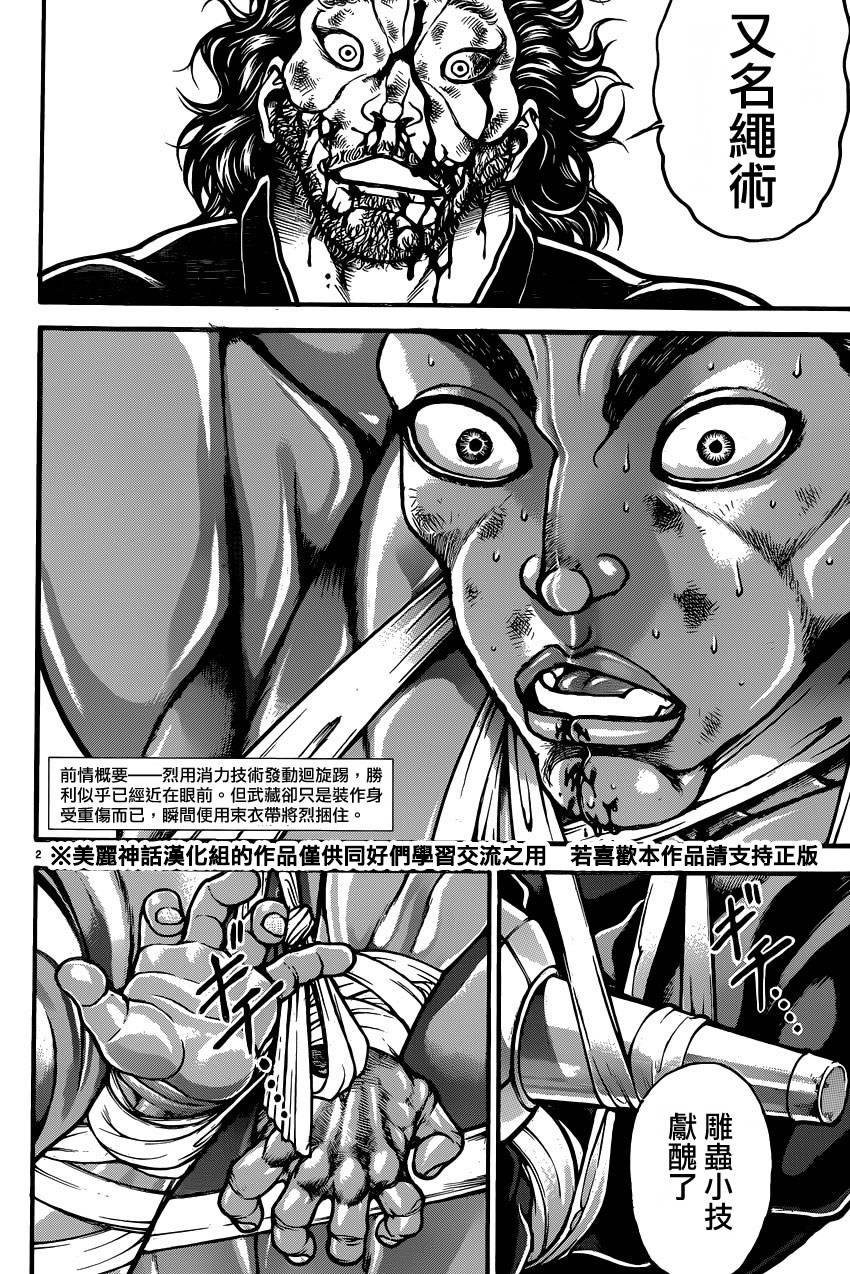 又名繩術
前情概要——烈用消力技術發動迴旋踢，勝
利似乎已經近在眼前。但武藏卻只是裝作身
受重傷而已，瞬間便用束衣帶將烈捆住。
2
※美麗神話漢化組的作品僅供同好們學習交流之用　若喜歡本作品請支持正版
ギ
チ…
雕蟲小技
獻醜了
ギ
チ…